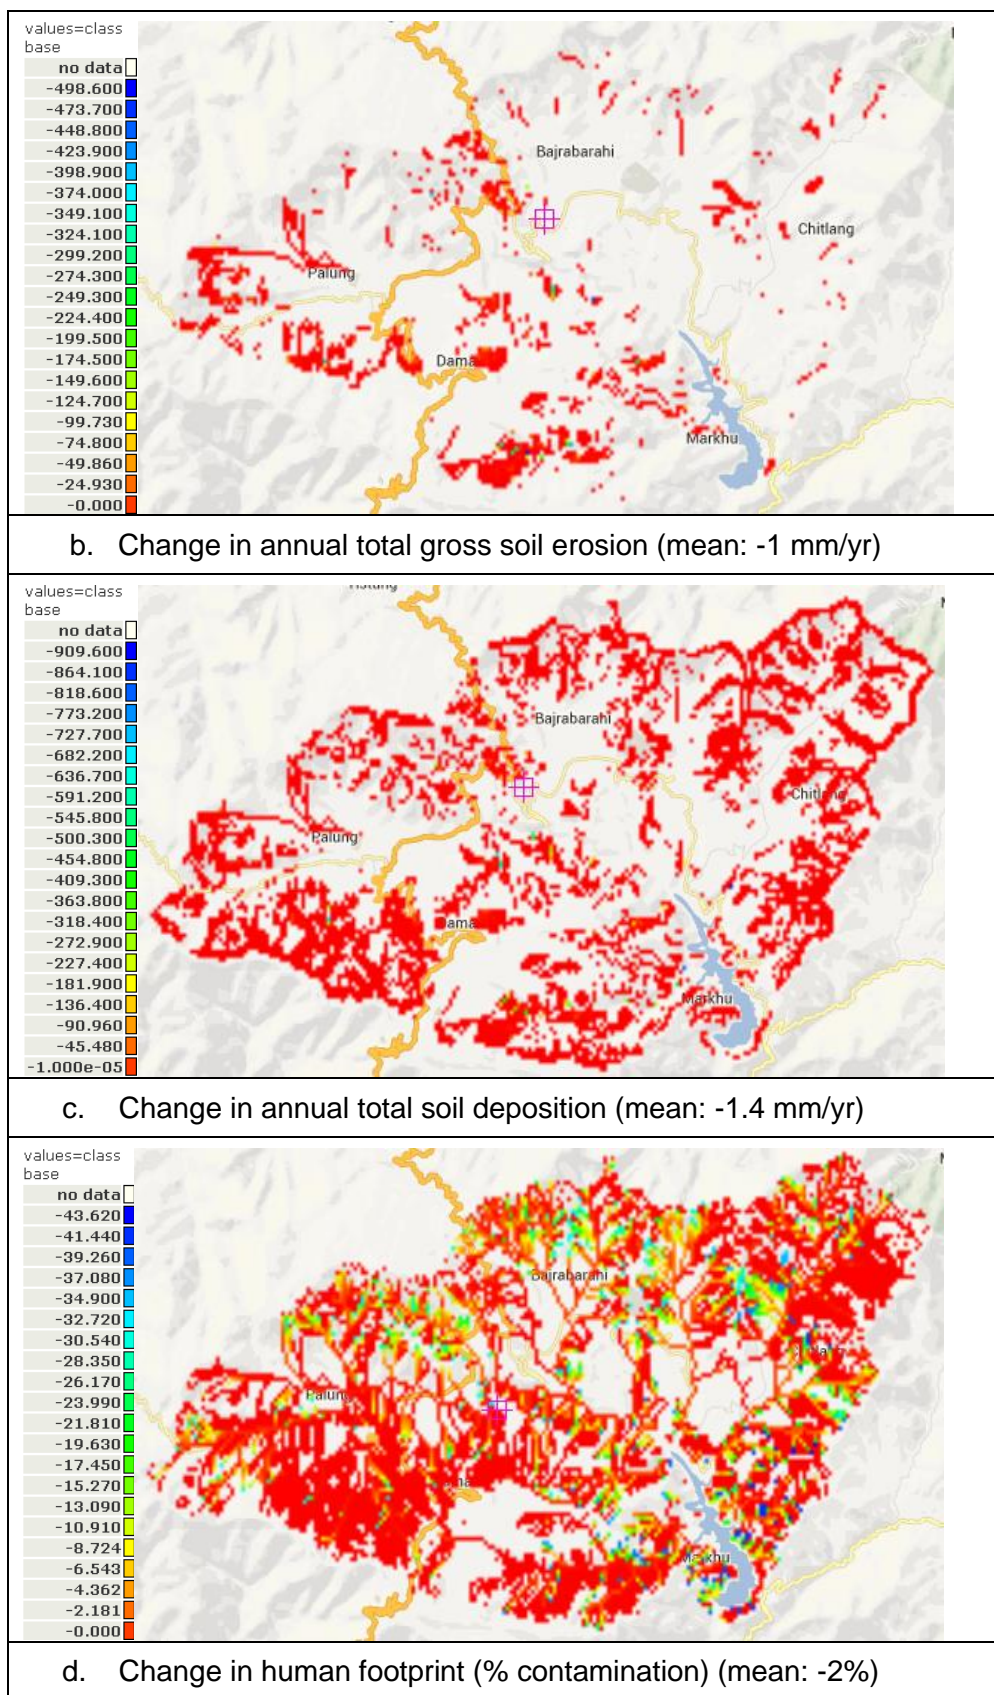 values=class
base
no data
-498.600
-473.700
-448.800
-423.900
-398.900
-374.000
-349.100
-324.100
-299.200
-274.300
-249.300
-224.400
-199.500
-174.500
-149.600
-124.700
-99.730
-74.800
-49.860
-24.930
-0.000
Bajrabarahi
Chitlang
Palung
Dama
Markhu
b. Change in annual total gross soil erosion (mean: -1 mm/yr)
values=class
base
no data
-909.600
-864.100
-818.600
-773.200
-727.700
-682.200
-636.700
-591.200
-545.800
-500.300
-454.800
-409.300
-363.800
-318.400
-272.900
-227.400
-181.900
-136.400
-90.960
-45.480
-1.000e-05
Bajrabarahi
Chitlang
Palung
Dama
Markhu
c. Change in annual total soil deposition (mean: -1.4 mm/yr)
values=class
base
no data
-43.620
-41.440
-39.260
-37.080
-34.900
-32.720
-30.540
-28.350
-26.170
-23.990
-21.810
-19.630
-17.450
-15.270
-13.090
-10.910
-8.724
-6.543
-4.362
-2.181
-0.000
Bajrabarahi
Palung
Markhu
d. Change in human footprint (% contamination) (mean: -2%)